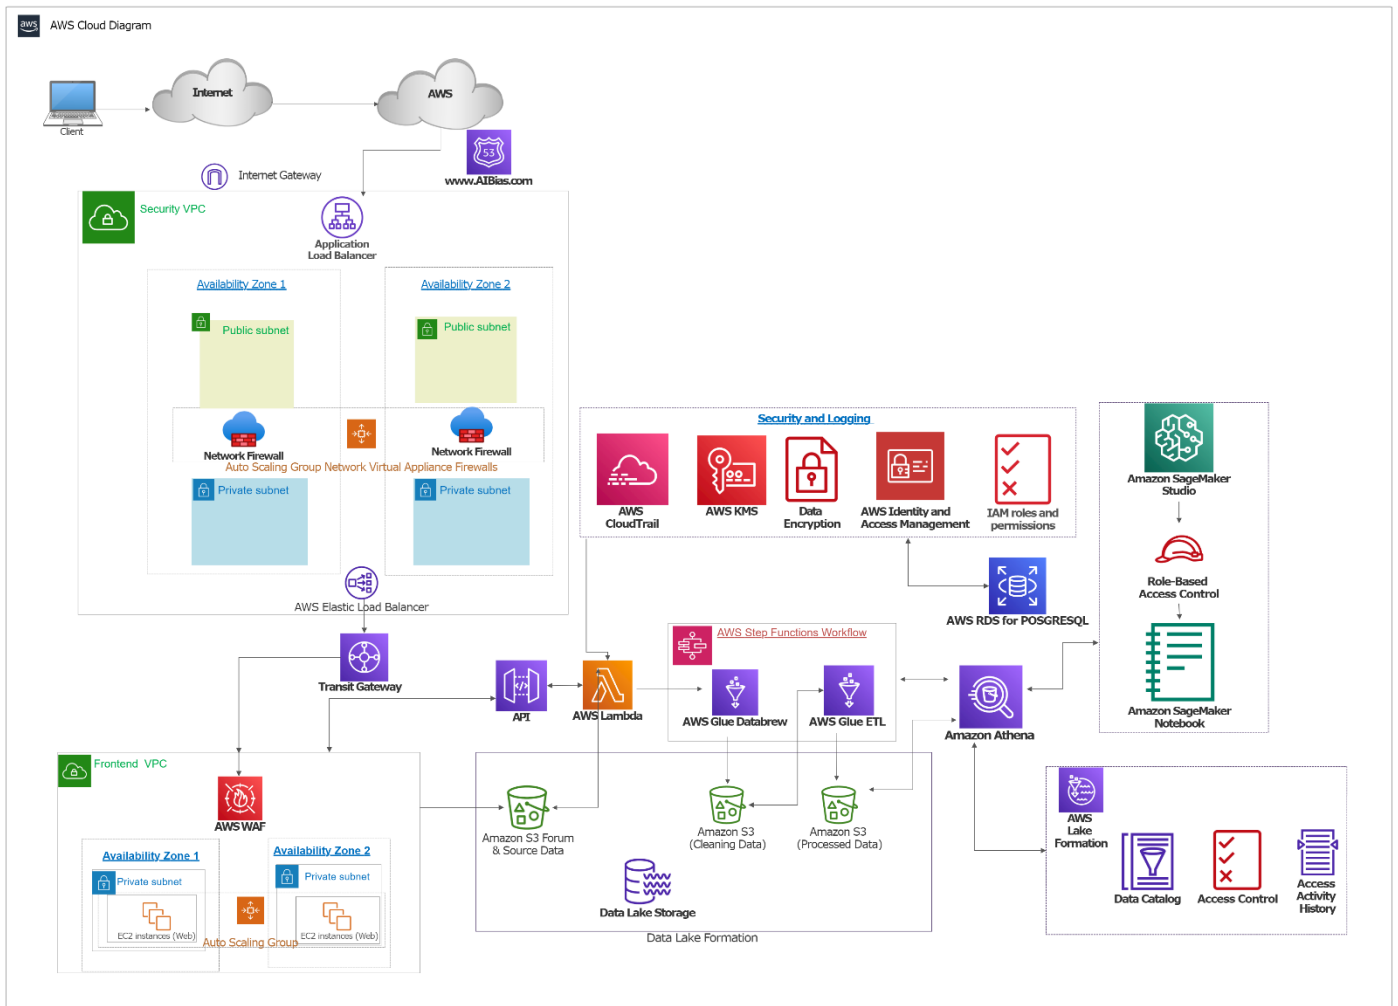 aws
AWS Cloud Diagram
Internet
AWS
Client
53
www.AIBias.com
Internet Gateway
Security VPC
Application
Load Balancer
Availability Zone 1
Availability Zone 2
Public subnet
Public subnet
Network Firewall
Network Firewall
Auto Scaling Group Network Virtual Appliance Firewalls
Private subnet
Private subnet
AWS Elastic Load Balancer
Transit Gateway
Security and Logging
AWS
CloudTrail
AWS KMS
Data
Encryption
AWS Identity and
Access Management
IAM roles and
permissions
AWS RDS for POSGRESQL
Amazon SageMaker
Studio
Role-Based
Access Control
Amazon SageMaker
Notebook
API
AWS Lambda
AWS Step Functions Workflow
AWS Glue Databrew
AWS Glue ETL
Amazon Athena
Frontend VPC
AWS WAF
Availability Zone 1
Availability Zone 2
Private subnet
Private subnet
EC2 instances (Web)
EC2 instances (Web)
Auto Scaling Group
Amazon S3 Forum
& Source Data
Amazon S3
(Cleaning Data)
Amazon S3
(Processed Data)
Data Lake Storage
Data Lake Formation
AWS
Lake
Formation
Data Catalog
Access Control
Access
Activity
History